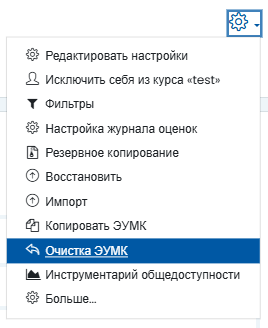 Редактировать настройки
Исключить себя из курса «test»
Фильтры
Настройка журнала оценок
Резервное копирование
Восстановить
Импорт
Копировать ЭУМК
Очистка ЭУМК
Инструментарий общедоступности
Больше...